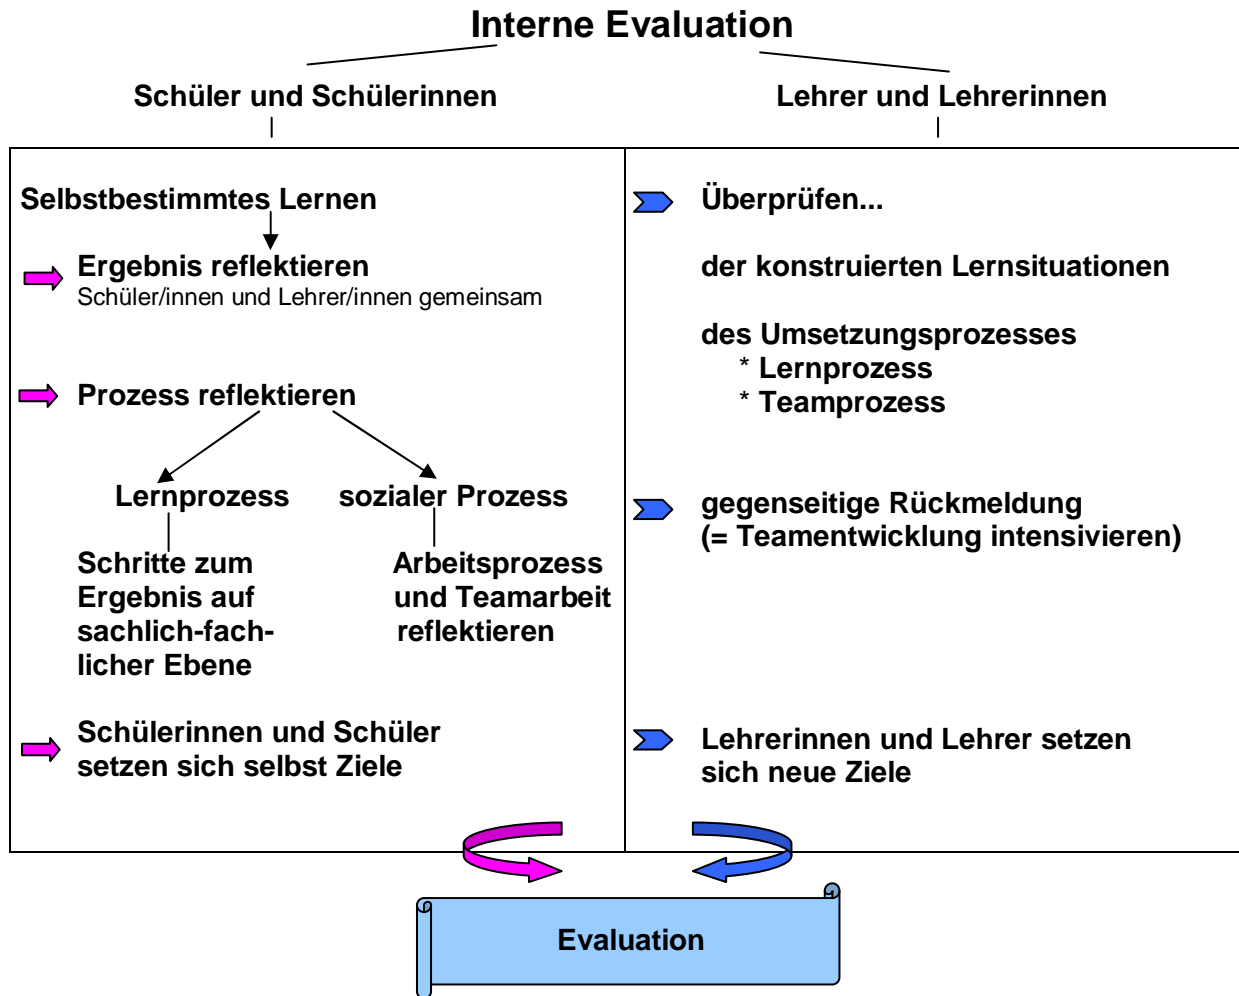 Interne Evaluation
Schüler und Schülerinnen
Lehrer und Lehrerinnen
Selbstbestimmtes Lernen
Ergebnis reflektieren
Schüler/innen und Lehrer/innen gemeinsam
Prozess reflektieren
Lernprozess
sozialer Prozess
Schritte zum
Ergebnis auf
sachlich-fach-
licher Ebene
Arbeitsprozess
und Teamarbeit
reflektieren
Schülerinnen und Schüler
setzen sich selbst Ziele
Überprüfen...
der konstruierten Lernsituationen
des Umsetzungsprozesses
* Lernprozess
* Teamprozess
gegenseitige Rückmeldung
(= Teamentwicklung intensivieren)
Lehrerinnen und Lehrer setzen
sich neue Ziele
Evaluation